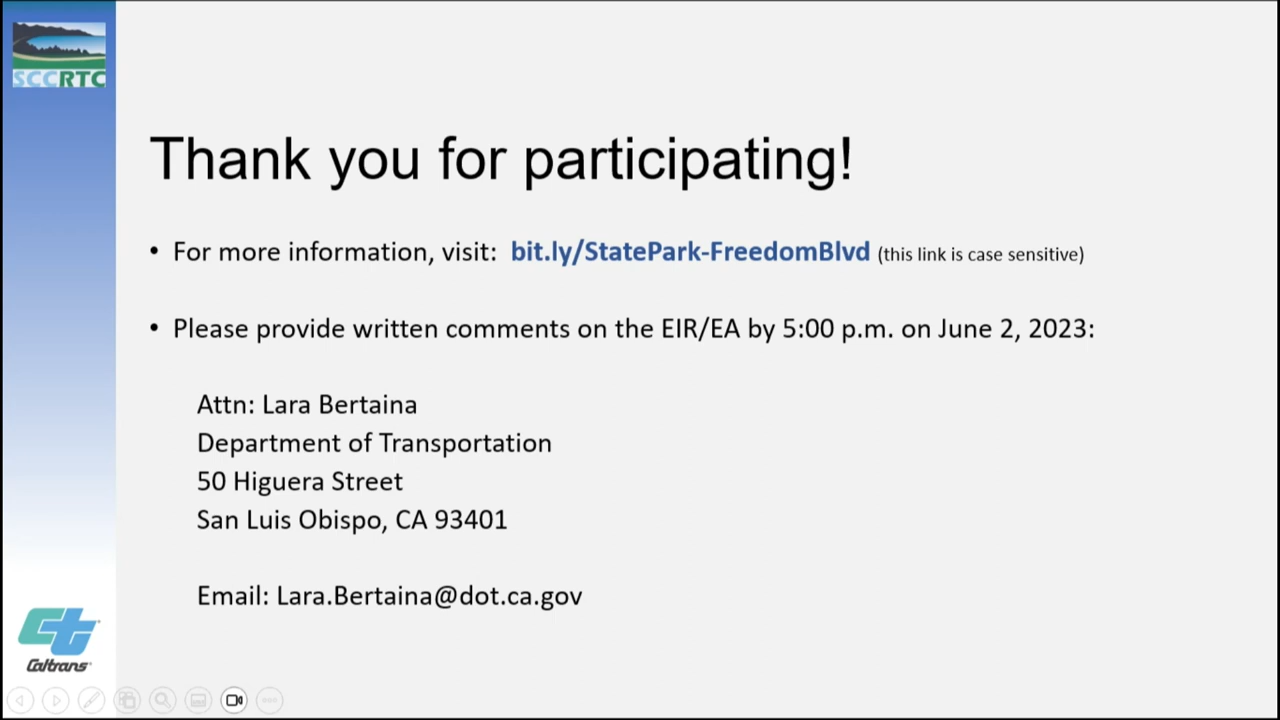 SCCRTC
Thank you for participating!
• For more information, visit: bit.ly/StatePark-FreedomBlvd (this link is case sensitive)
• Please provide written comments on the EIR/EA by 5:00 p.m. on June 2, 2023:
Attn: Lara Bertaina
Department of Transportation
50 Higuera Street
San Luis Obispo, CA 93401
Email: Lara.Bertaina@dot.ca.gov
Caltrans